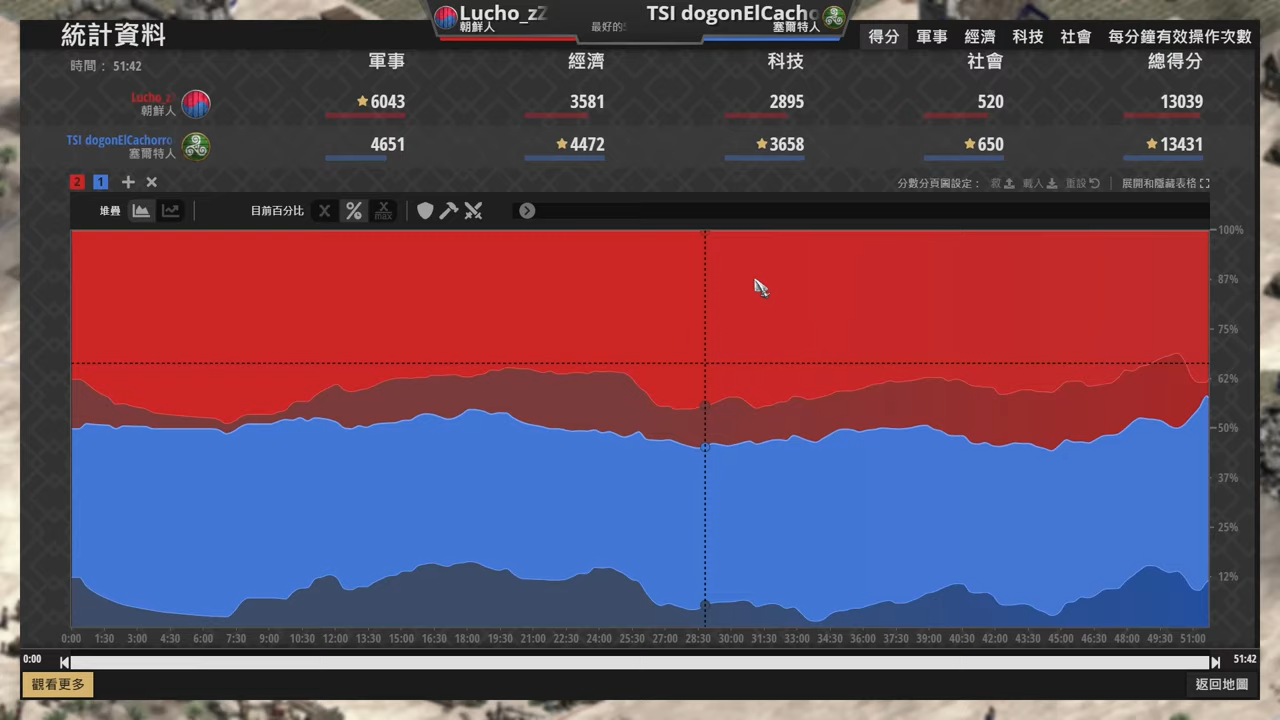 Lucho_zZ
朝鮮人
最好的
TSI dogonElCacho
塞爾特人
統計資料
得分 軍事 經濟 科技 社會 每分鐘有效操作次數
時間： 51:42
軍事 經濟 科技 社會 總得分
Lucho_z
朝鮮人
6043 3581 2895 520 13039
TSI dogonElCachorro
塞爾特人
4651 4472 3658 650 13431
2 1
分數分頁圖設定： 載入 重設 展開和隱藏表格
堆疊 目前百分比 X % X max
100%
87%
75%
62%
50%
37%
25%
12%
0:00 1:30 3:00 4:30 6:00 7:30 9:00 10:30 12:00 13:30 15:00 16:30 18:00 19:30 21:00 22:30 24:00 25:30 27:00 28:30 30:00 31:30 33:00 34:30 36:00 37:30 39:00 40:30 42:00 43:30 45:00 46:30 48:00 49:30 51:00
0:00 51:42
觀看更多 返回地圖